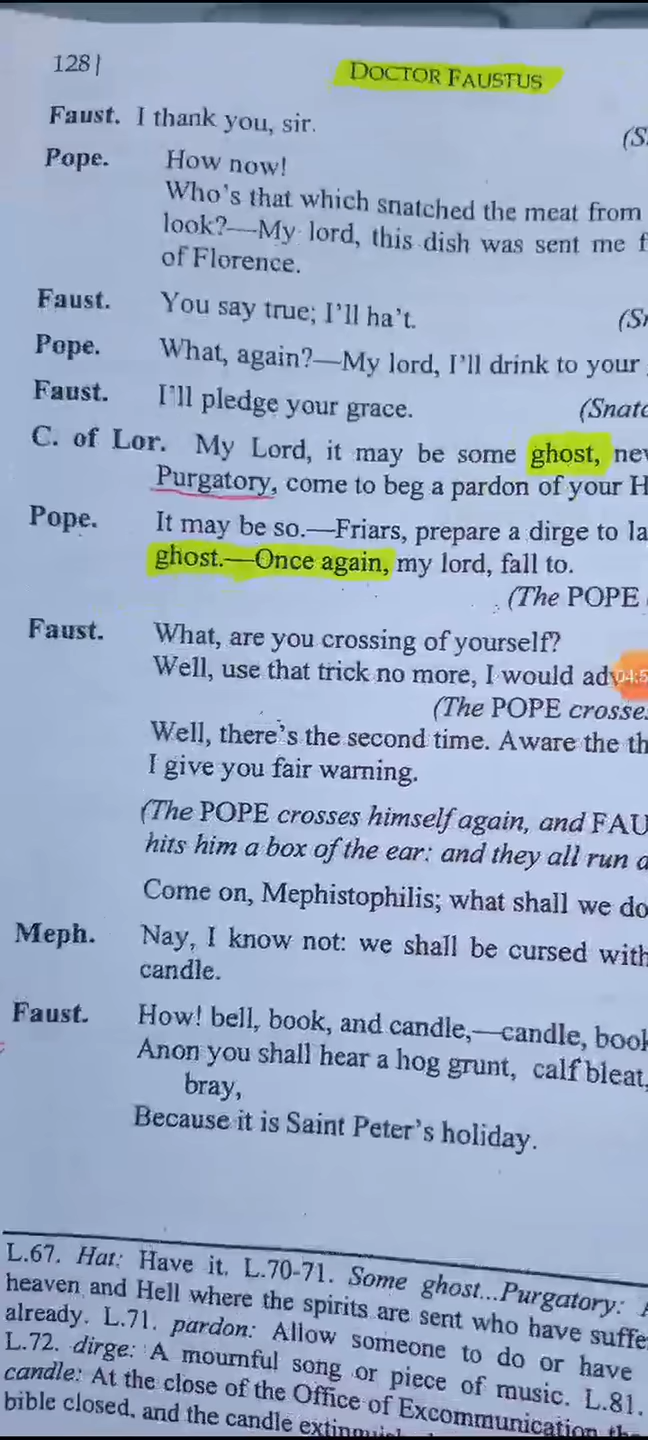 128|
DOCTOR FAUSTUS
Faust. I thank you, sir.
(S
Pope. How now!
Who's that which snatched the meat from
look?—My lord, this dish was sent me f
of Florence.
Faust. You say true; I'll ha't.
(Sn
Pope. What, again?—My lord, I'll drink to your
Faust. I'll pledge your grace. (Snatc
C. of Lor. My Lord, it may be some ghost, new
Purgatory, come to beg a pardon of your H
Pope. It may be so.—Friars, prepare a dirge to la
ghost.—Once again, my lord, fall to.
(The POPE
Faust. What, are you crossing of yourself?
Well, use that trick no more, I would adv
04:5
(The POPE crosse
Well, there's the second time. Aware the th
I give you fair warning.
(The POPE crosses himself again, and FAU
hits him a box of the ear: and they all run a
Come on, Mephistophilis; what shall we do
Meph. Nay, I know not: we shall be cursed with
candle.
Faust. How! bell, book, and candle,—candle, book
Anon you shall hear a hog grunt, calf bleat,
bray,
Because it is Saint Peter's holiday.
L.67. Hat: Have it. L.70-71. Some ghost...Purgatory:
heaven and Hell where the spirits are sent who have suffe
already. L.71. pardon: Allow someone to do or have
L.72. dirge: A mournful song or piece of music. L.81.
candle: At the close of the Office of Excommunication the
bible closed, and the candle